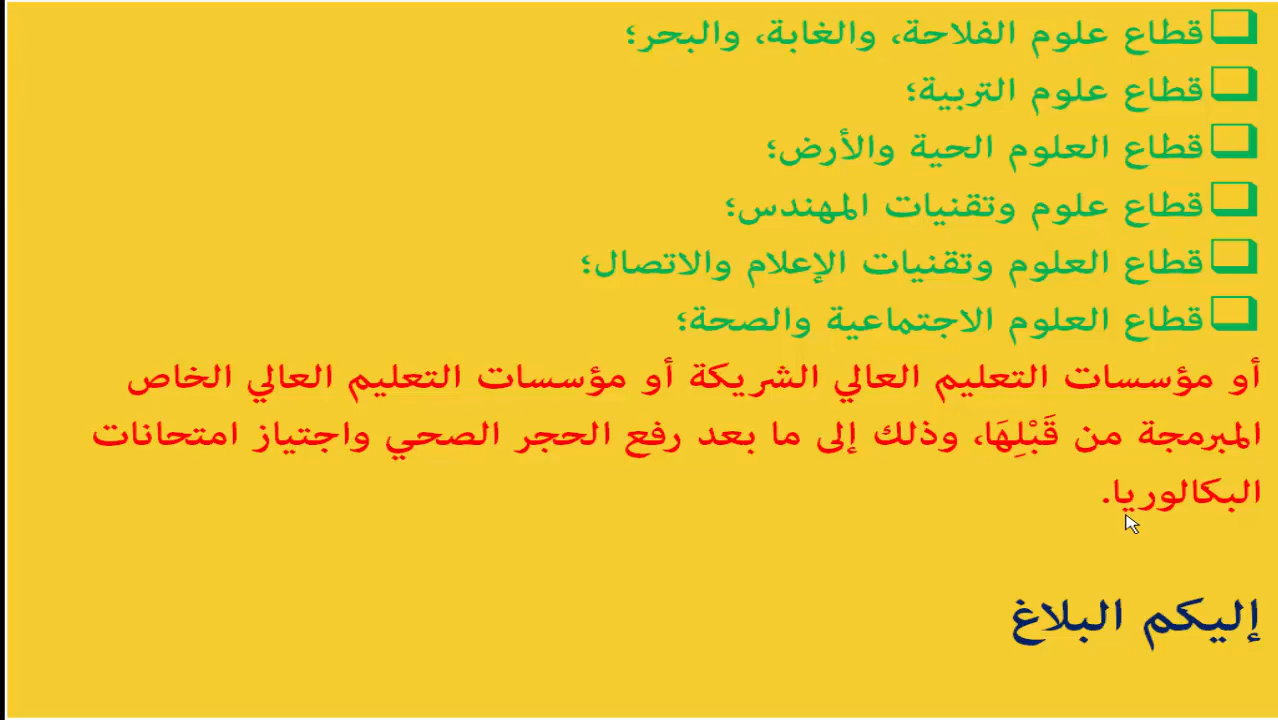 ❑قطاع علوم الفلاحة، والغابة، والبحر؛
❑قطاع علوم التربية؛
❑قطاع العلوم الحية والأرض؛
❑قطاع علوم وتقنيات المهندس؛
❑قطاع العلوم وتقنيات الإعلام والاتصال؛
❑قطاع العلوم الاجتماعية والصحة؛
أو مؤسسات التعليم العالي الشريكة أو مؤسسات التعليم العالي الخاص
المبرمجة من قَبْلِهَا، وذلك إلى ما بعد رفع الحجر الصحي واجتياز امتحانات
البكالوريا.
إليكم البلاغ